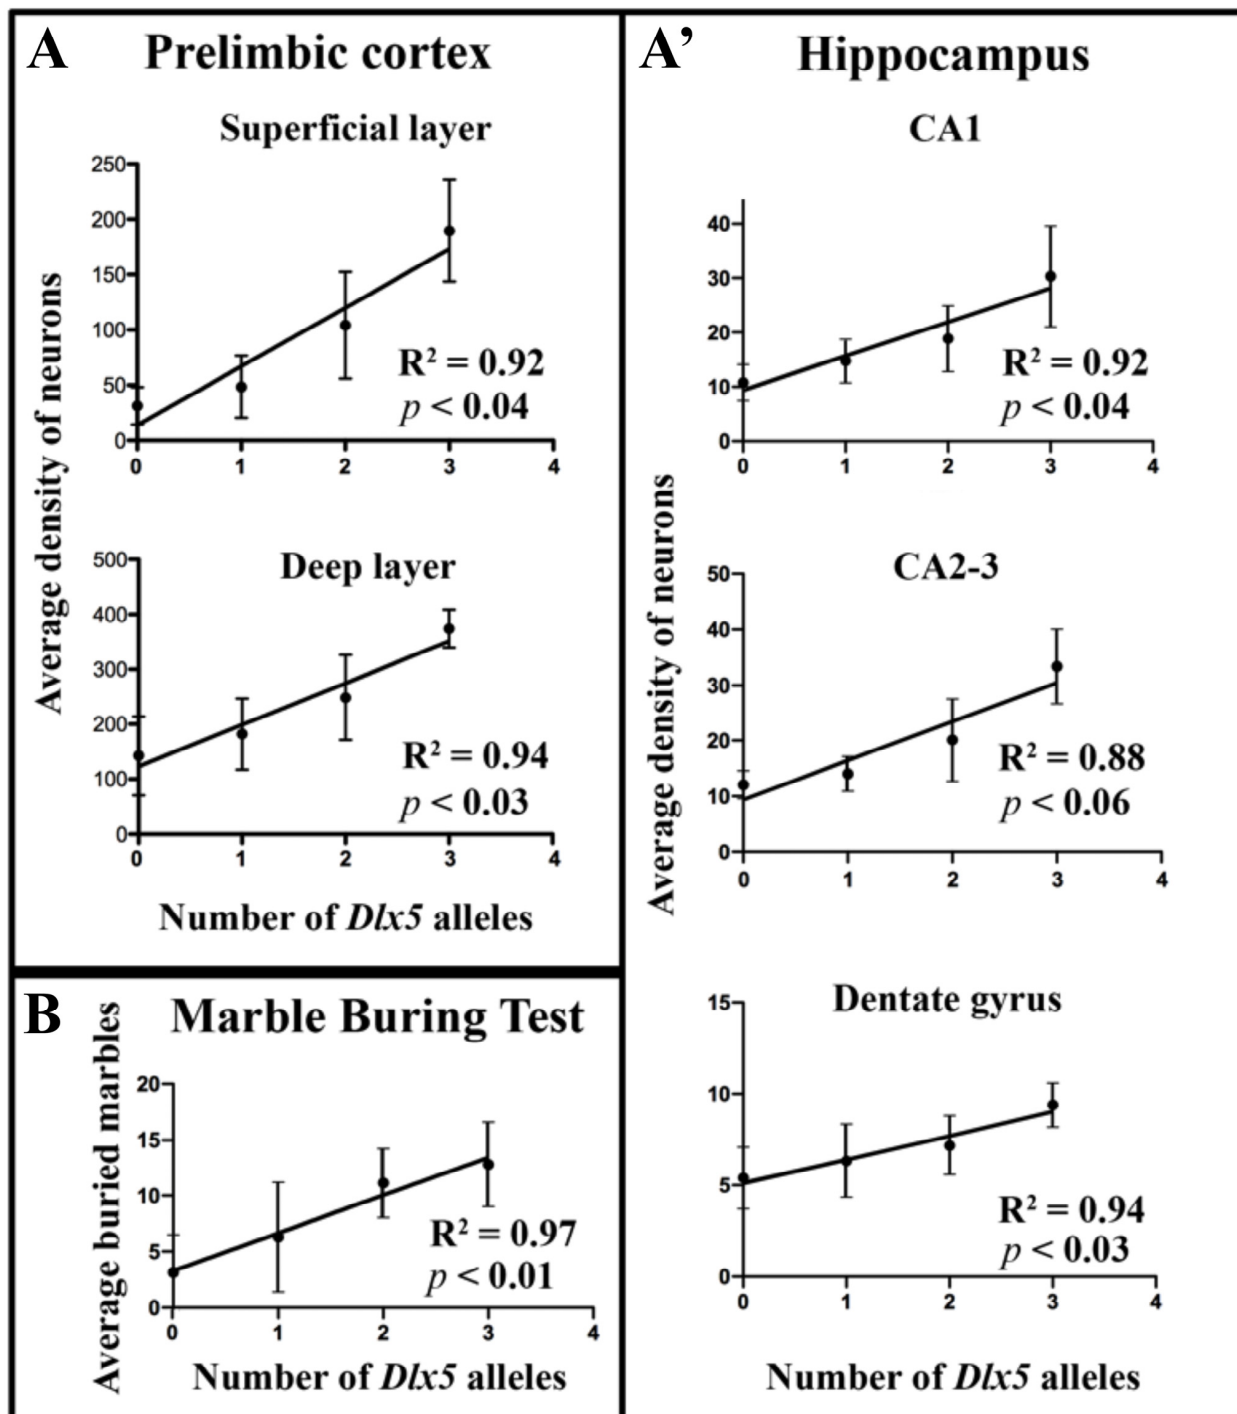 A Prelimbic cortex
Superficial layer
Average density of neurons
250
200
150
100
50
0
R² = 0.92
p < 0.04
0 1 2 3 4
Deep layer
500
400
300
200
100
0
R² = 0.94
p < 0.03
0 1 2 3 4
Number of Dlx5 alleles
B Marble Buring Test
Average buried marbles
20
15
10
5
0
R² = 0.97
p < 0.01
0 1 2 3 4
Number of Dlx5 alleles
A’ Hippocampus
CA1
40
30
20
10
0
R² = 0.92
p < 0.04
0 1 2 3 4
Average density of neurons
CA2-3
50
40
30
20
10
0
R² = 0.88
p < 0.06
0 1 2 3 4
Dentate gyrus
15
10
5
0
R² = 0.94
p < 0.03
0 1 2 3 4
Number of Dlx5 alleles